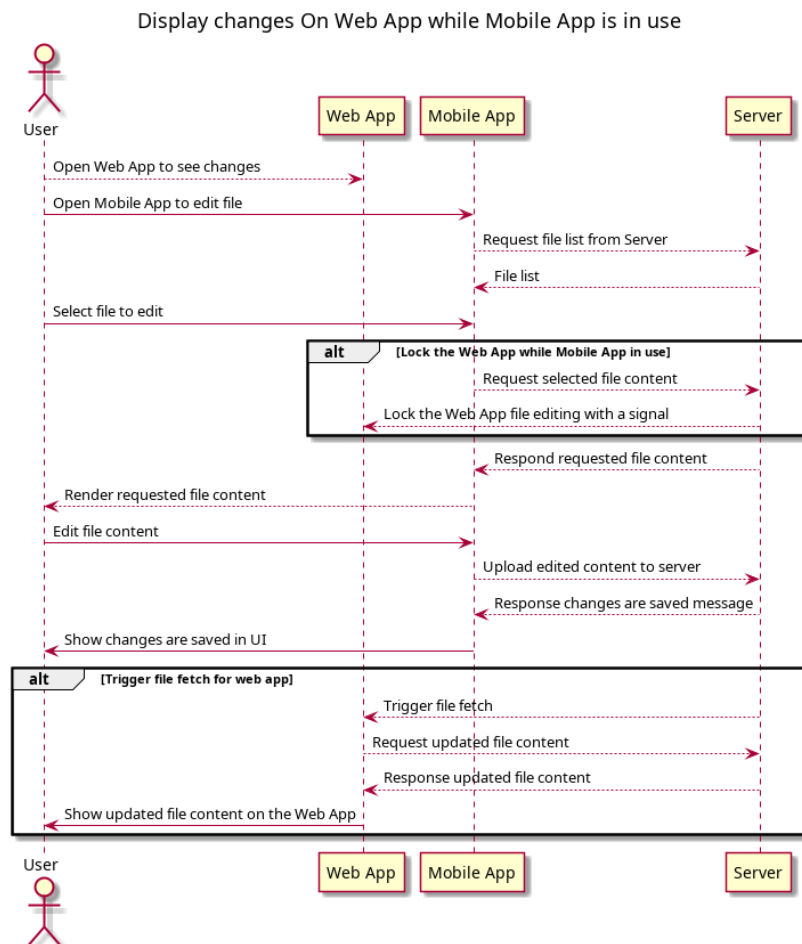 Display changes On Web App while Mobile App is in use
User
Web App
Mobile App
Server
Open Web App to see changes
Open Mobile App to edit file
Request file list from Server
File list
Select file to edit
alt [Lock the Web App while Mobile App in use]
Request selected file content
Lock the Web App file editing with a signal
Respond requested file content
Render requested file content
Edit file content
Upload edited content to server
Response changes are saved message
Show changes are saved in UI
alt [Trigger file fetch for web app]
Trigger file fetch
Request updated file content
Response updated file content
Show updated file content on the Web App
User
Web App
Mobile App
Server